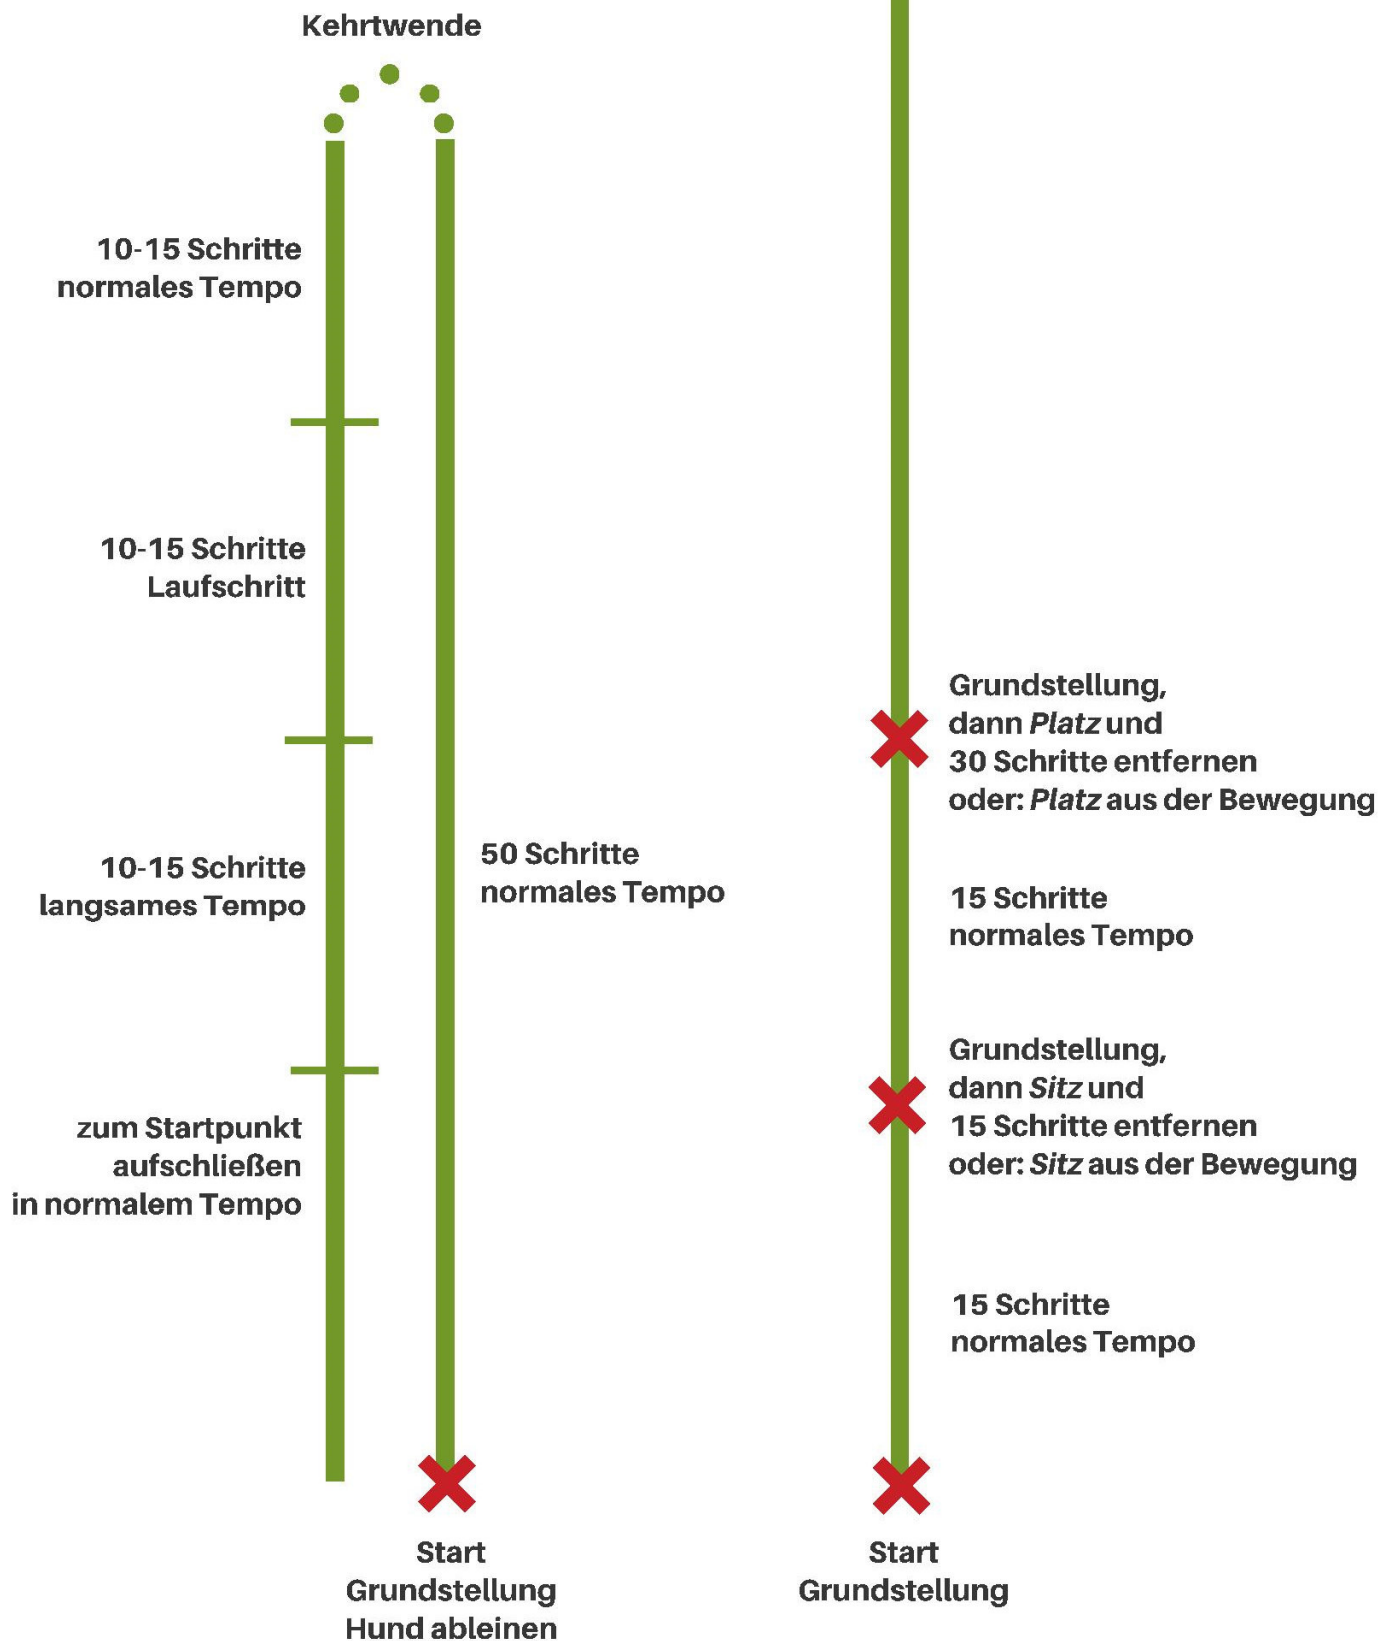 Kehrtwende
10-15 Schritte
normales Tempo
10-15 Schritte
Laufschritt
10-15 Schritte
langsames Tempo
zum Startpunkt
aufschließen
in normalem Tempo
50 Schritte
normales Tempo
Start
Grundstellung
Hund ableinen
Grundstellung,
dann Platz und
30 Schritte entfernen
oder: Platz aus der Bewegung
15 Schritte
normales Tempo
Grundstellung,
dann Sitz und
15 Schritte entfernen
oder: Sitz aus der Bewegung
15 Schritte
normales Tempo
Start
Grundstellung